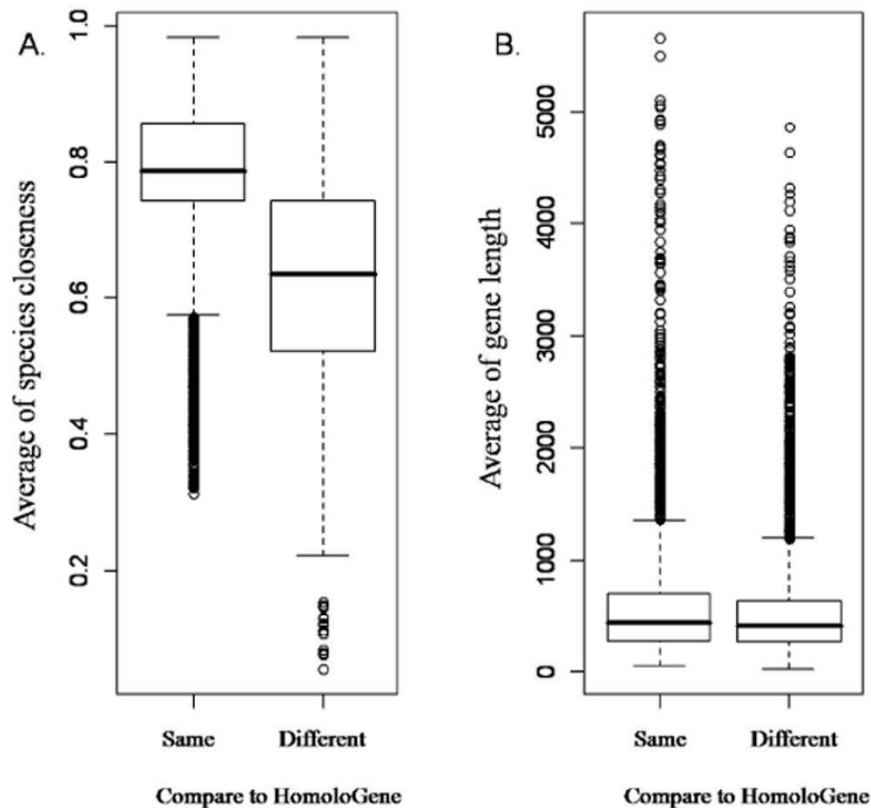 A.
Average of species closeness
1.0
0.8
0.6
0.4
0.2
Same
Different
Compare to HomoloGene
B.
Average of gene length
5000
4000
3000
2000
1000
0
Same
Different
Compare to HomoloGene